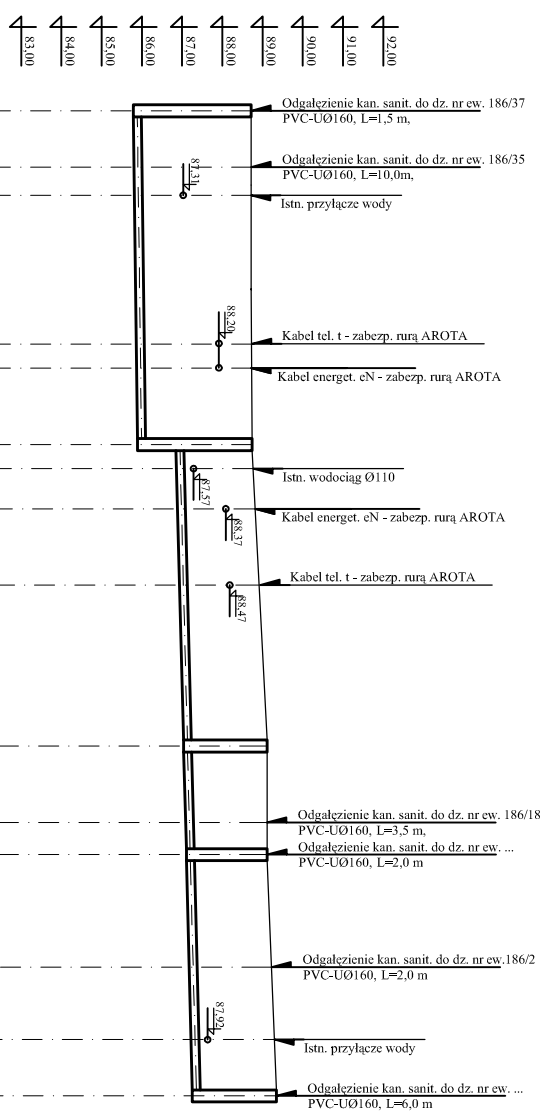 83,00
84,00
85,00
86,00
87,00
88,00
89,00
90,00
91,00
92,00
Odgałęzienie kan. sanit. do dz. nr ew. 186/37
PVC-UØ160, L=1,5 m,
Odgałęzienie kan. sanit. do dz. nr ew. 186/35
PVC-UØ160, L=10,0m,
87,31
Istn. przyłącze wody
88,20
Kabel tel. t - zabezp. rurą AROTA
Kabel energet. eN - zabezp. rurą AROTA
Istn. wodociąg Ø110
87,57
Kabel energet. eN - zabezp. rurą AROTA
88,37
Kabel tel. t - zabezp. rurą AROTA
88,47
Odgałęzienie kan. sanit. do dz. nr ew. 186/18
PVC-UØ160, L=3,5 m,
Odgałęzienie kan. sanit. do dz. nr ew. ...
PVC-UØ160, L=2,0 m
Odgałęzienie kan. sanit. do dz. nr ew.186/2
PVC-UØ160, L=2,0 m
87,92
Istn. przyłącze wody
Odgałęzienie kan. sanit. do dz. nr ew. ...
PVC-UØ160, L=6,0 m